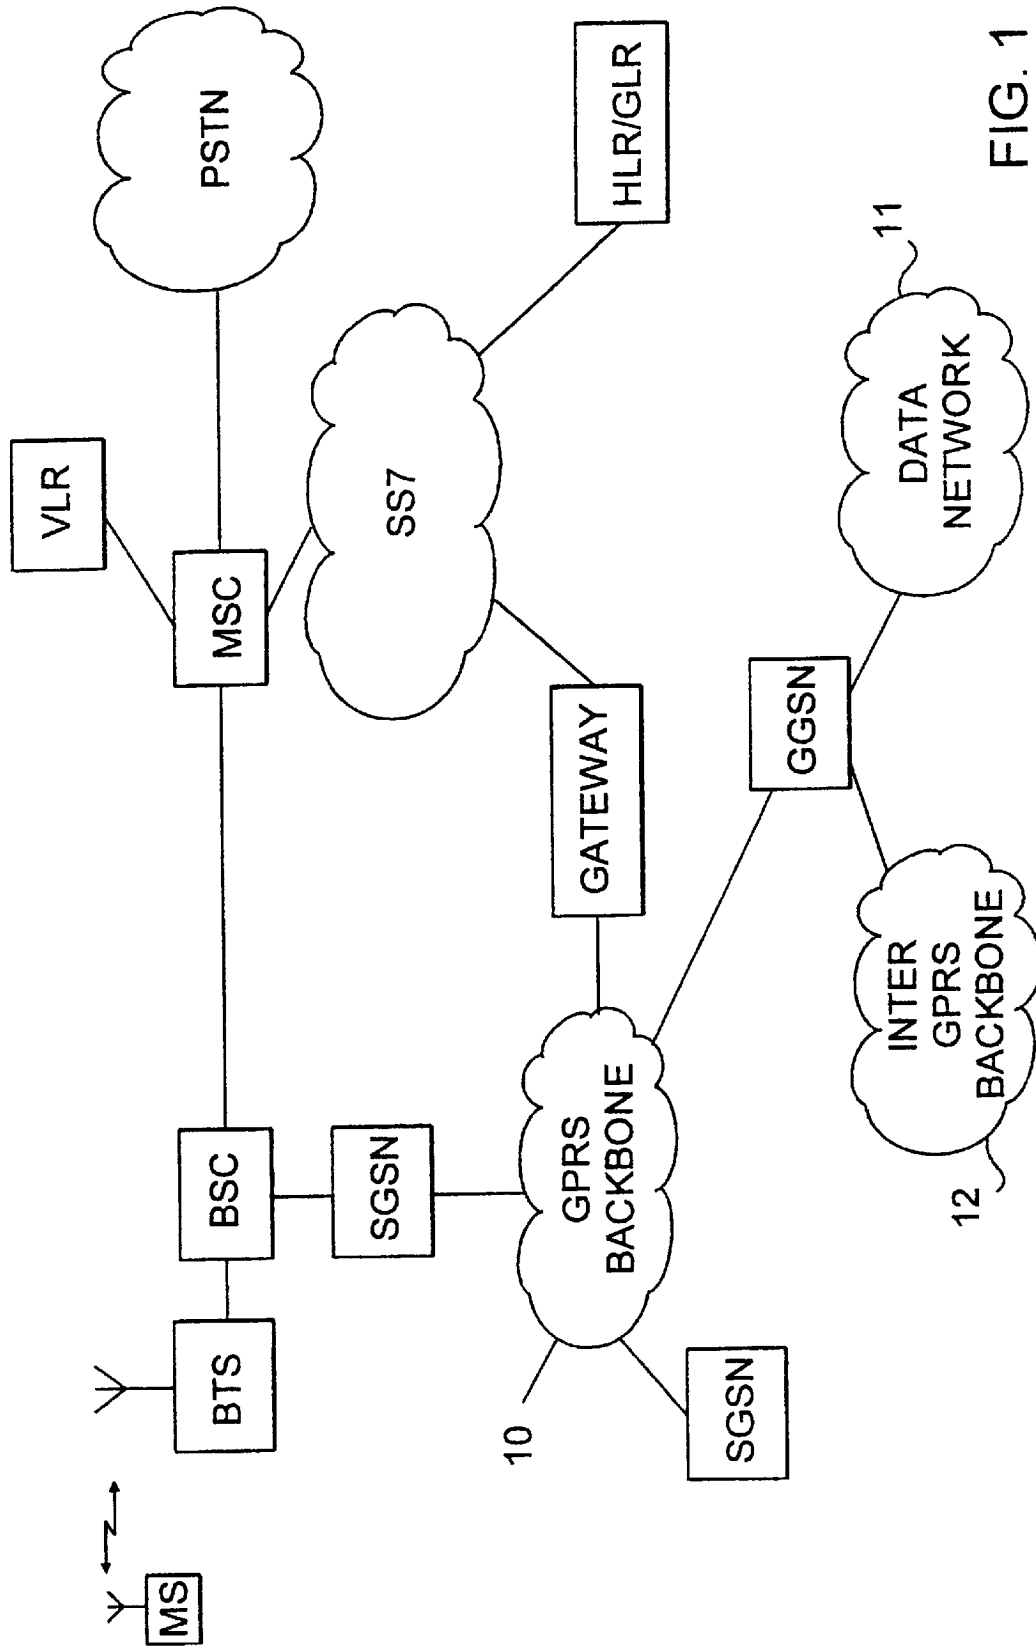 VLR
PSTN
MS
BTS
BSC
MSC
SGSN
SS7
HLR/GLR
10
GPRS
BACKBONE
GATEWAY
SGSN
GGSN
11
DATA
NETWORK
12
INTER
GPRS
BACKBONE
FIG. 1